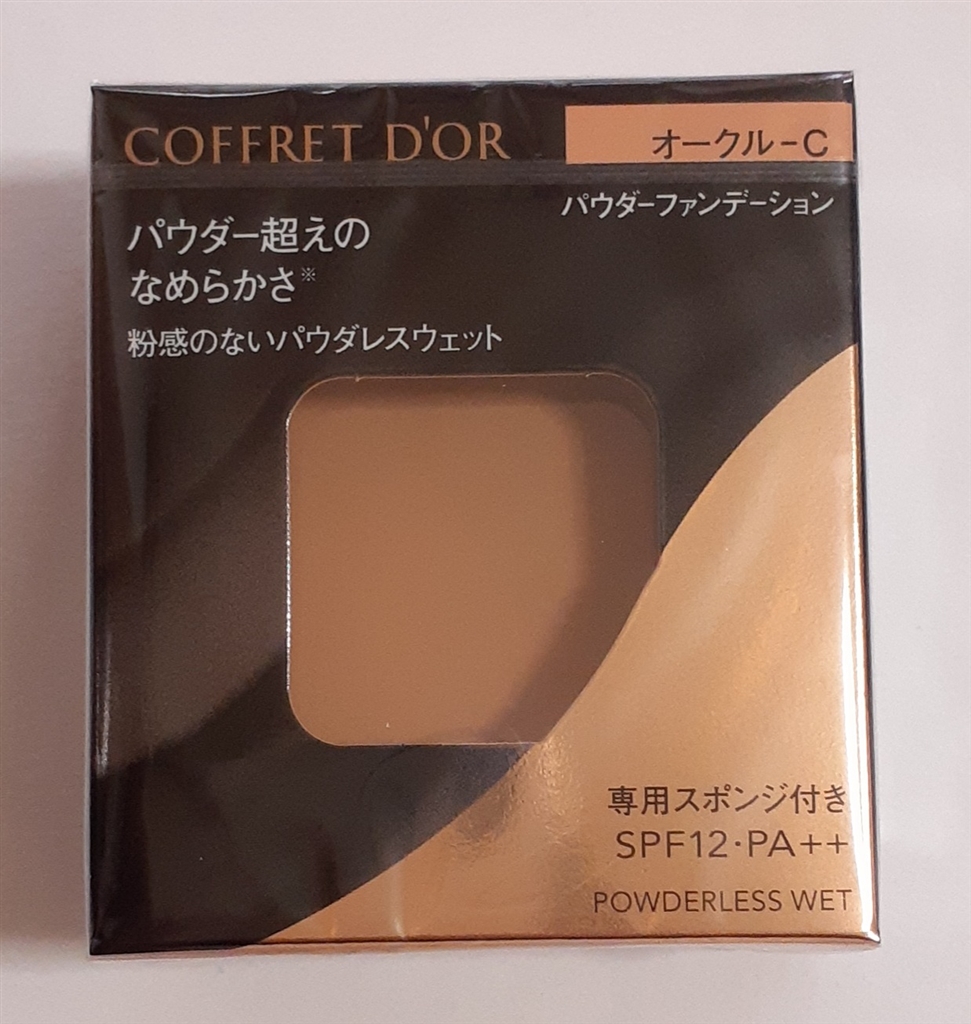 COFFRET D'OR
オークル-C
パウダーファンデーション
パウダー超えの
なめらかさ※
粉感のないパウダレスウェット
専用スポンジ付き
SPF12・PA++
POWDERLESS WET